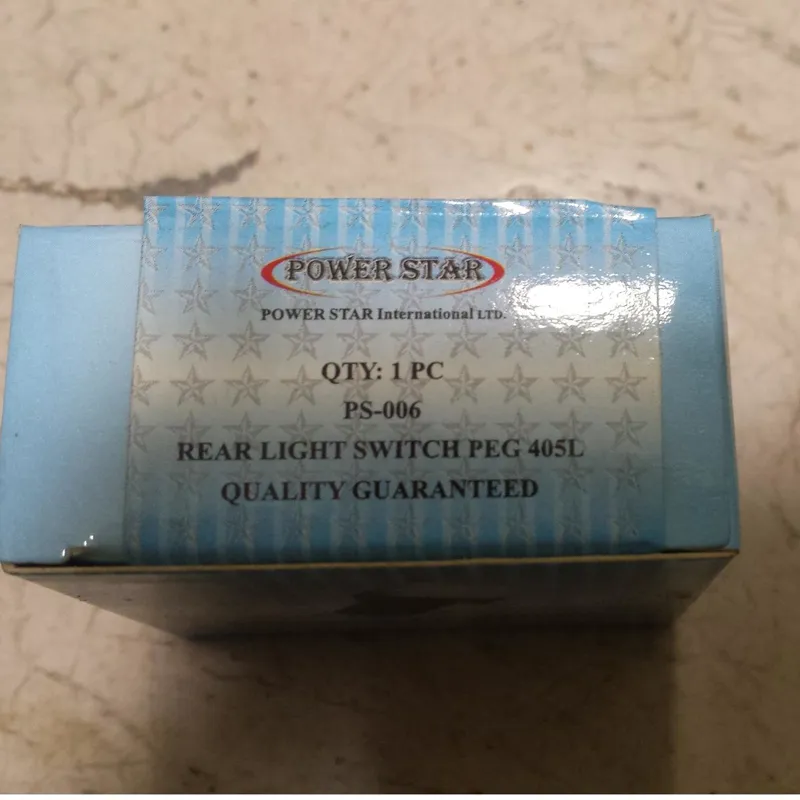 POWER STAR
POWER STAR International LTD.
QTY: 1 PC
PS-006
REAR LIGHT SWITCH PEG 405L
QUALITY GUARANTEED